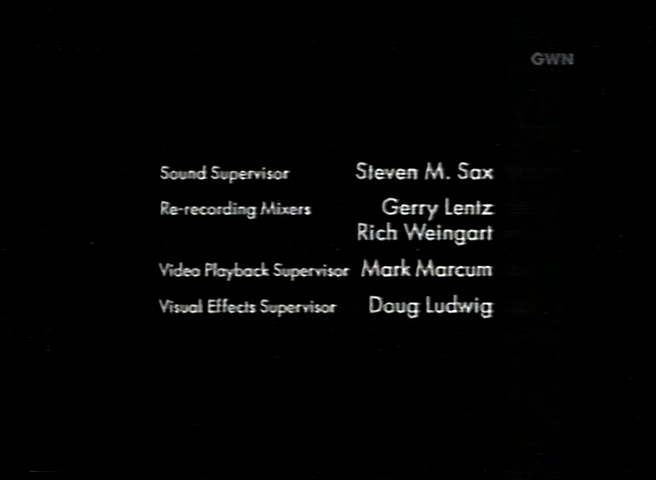 GWN
Sound Supervisor Steven M. Sax
Re-recording Mixers Gerry Lentz
Rich Weingart
Video Playback Supervisor Mark Marcum
Visual Effects Supervisor Doug Ludwig